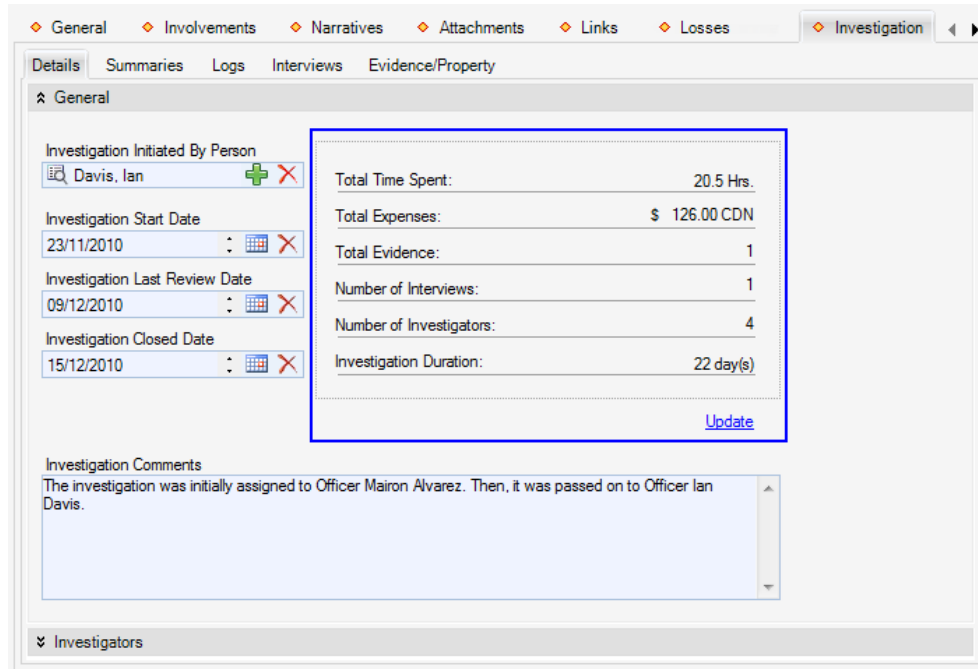 General Involvements Narratives Attachments Links Losses Investigation
Details Summaries Logs Interviews Evidence/Property
General
Investigation Initiated By Person
Davis, Ian
Investigation Start Date
23/11/2010
Investigation Last Review Date
09/12/2010
Investigation Closed Date
15/12/2010
Total Time Spent: 20.5 Hrs.
Total Expenses: $ 126.00 CDN
Total Evidence: 1
Number of Interviews: 1
Number of Investigators: 4
Investigation Duration: 22 day(s)
Update
Investigation Comments
The investigation was initially assigned to Officer Mairon Alvarez. Then, it was passed on to Officer Ian
Davis.
Investigators